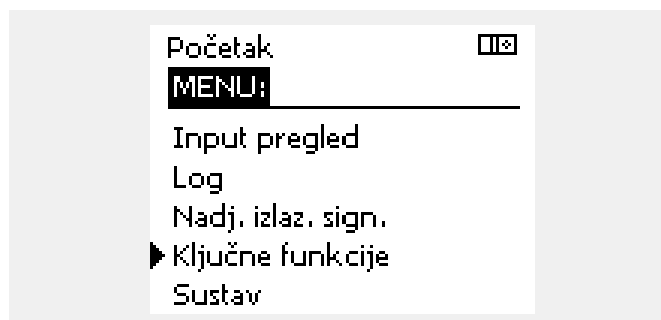 Početak
MENU:
Input pregled
Log
Nadj. izlaz. sign.
Ključne funkcije
Sustav